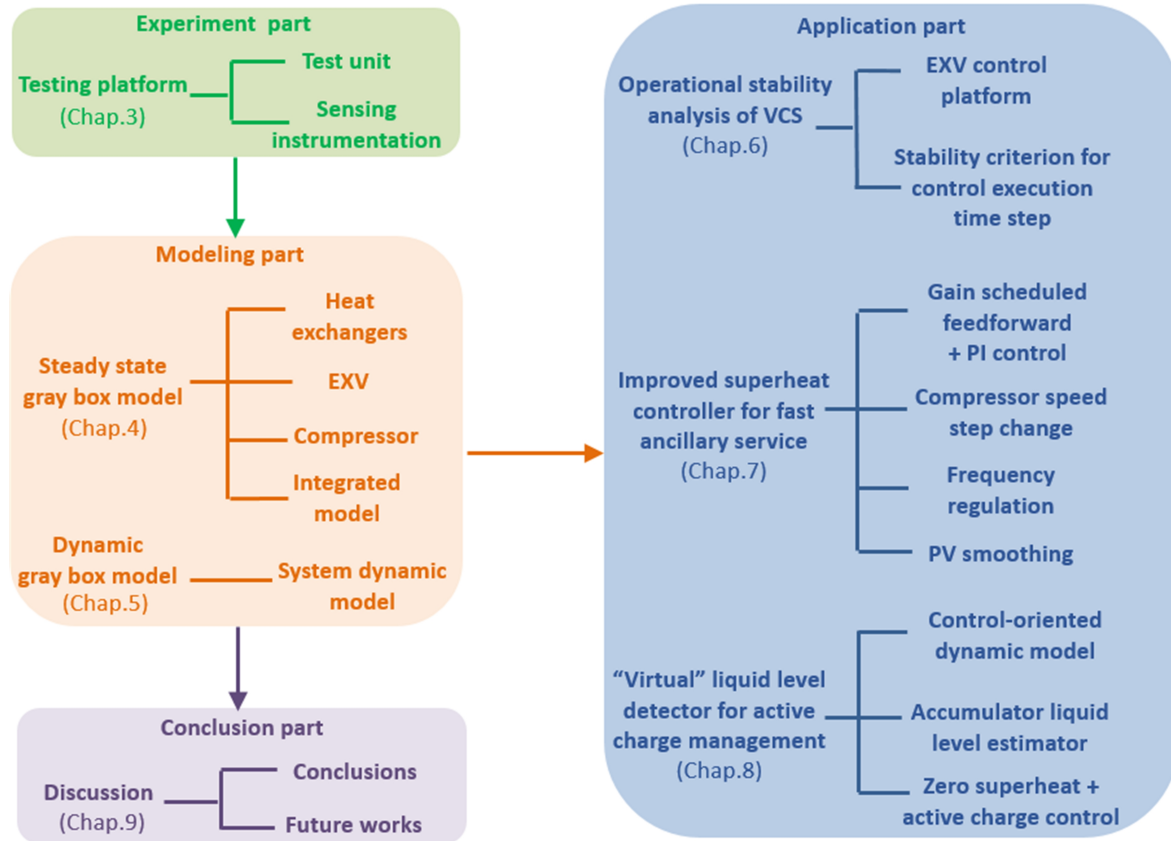 Experiment part
Testing platform
(Chap.3)
Test unit
Sensing
instrumentation
Modeling part
Steady state
gray box model
(Chap.4)
Heat
exchangers
EXV
Compressor
Integrated
model
Dynamic
gray box model
(Chap.5)
System dynamic
model
Conclusion part
Discussion
(Chap.9)
Conclusions
Future works
Application part
Operational stability
analysis of VCS
(Chap.6)
EXV control
platform
Stability criterion for
control execution
time step
Improved superheat
controller for fast
ancillary service
(Chap.7)
Gain scheduled
feedforward
+ PI control
Compressor speed
step change
Frequency
regulation
PV smoothing
“Virtual” liquid level
detector for active
charge management
(Chap.8)
Control-oriented
dynamic model
Accumulator liquid
level estimator
Zero superheat +
active charge control